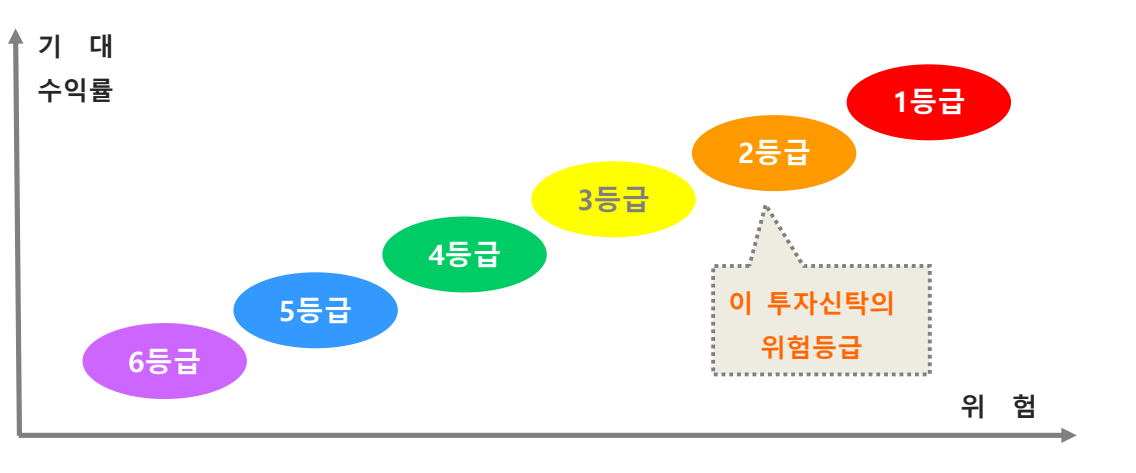 기 대
수익률
1등급
2등급
3등급
4등급
5등급
6등급
이 투자신탁의
위험등급
위 험